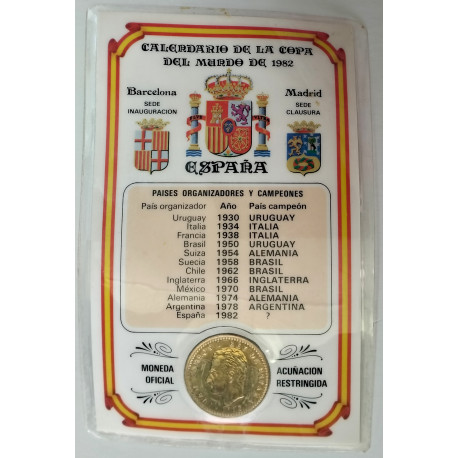 CALENDARIO DE LA COPA
DEL MUNDO DE 1982
Barcelona
SEDE
INAUGURACION
Madrid
SEDE
CLAUSURA
ESPAÑA
PAISES ORGANIZADORES Y CAMPEONES
País organizador Año País campeón
Uruguay 1930 URUGUAY
Italia 1934 ITALIA
Francia 1938 ITALIA
Brasil 1950 URUGUAY
Suiza 1954 ALEMANIA
Suecia 1958 BRASIL
Chile 1962 BRASIL
Inglaterra 1966 INGLATERRA
México 1970 BRASIL
Alemania 1974 ALEMANIA
Argentina 1978 ARGENTINA
España 1982 ?
MONEDA
OFICIAL
ACUÑACION
RESTRINGIDA